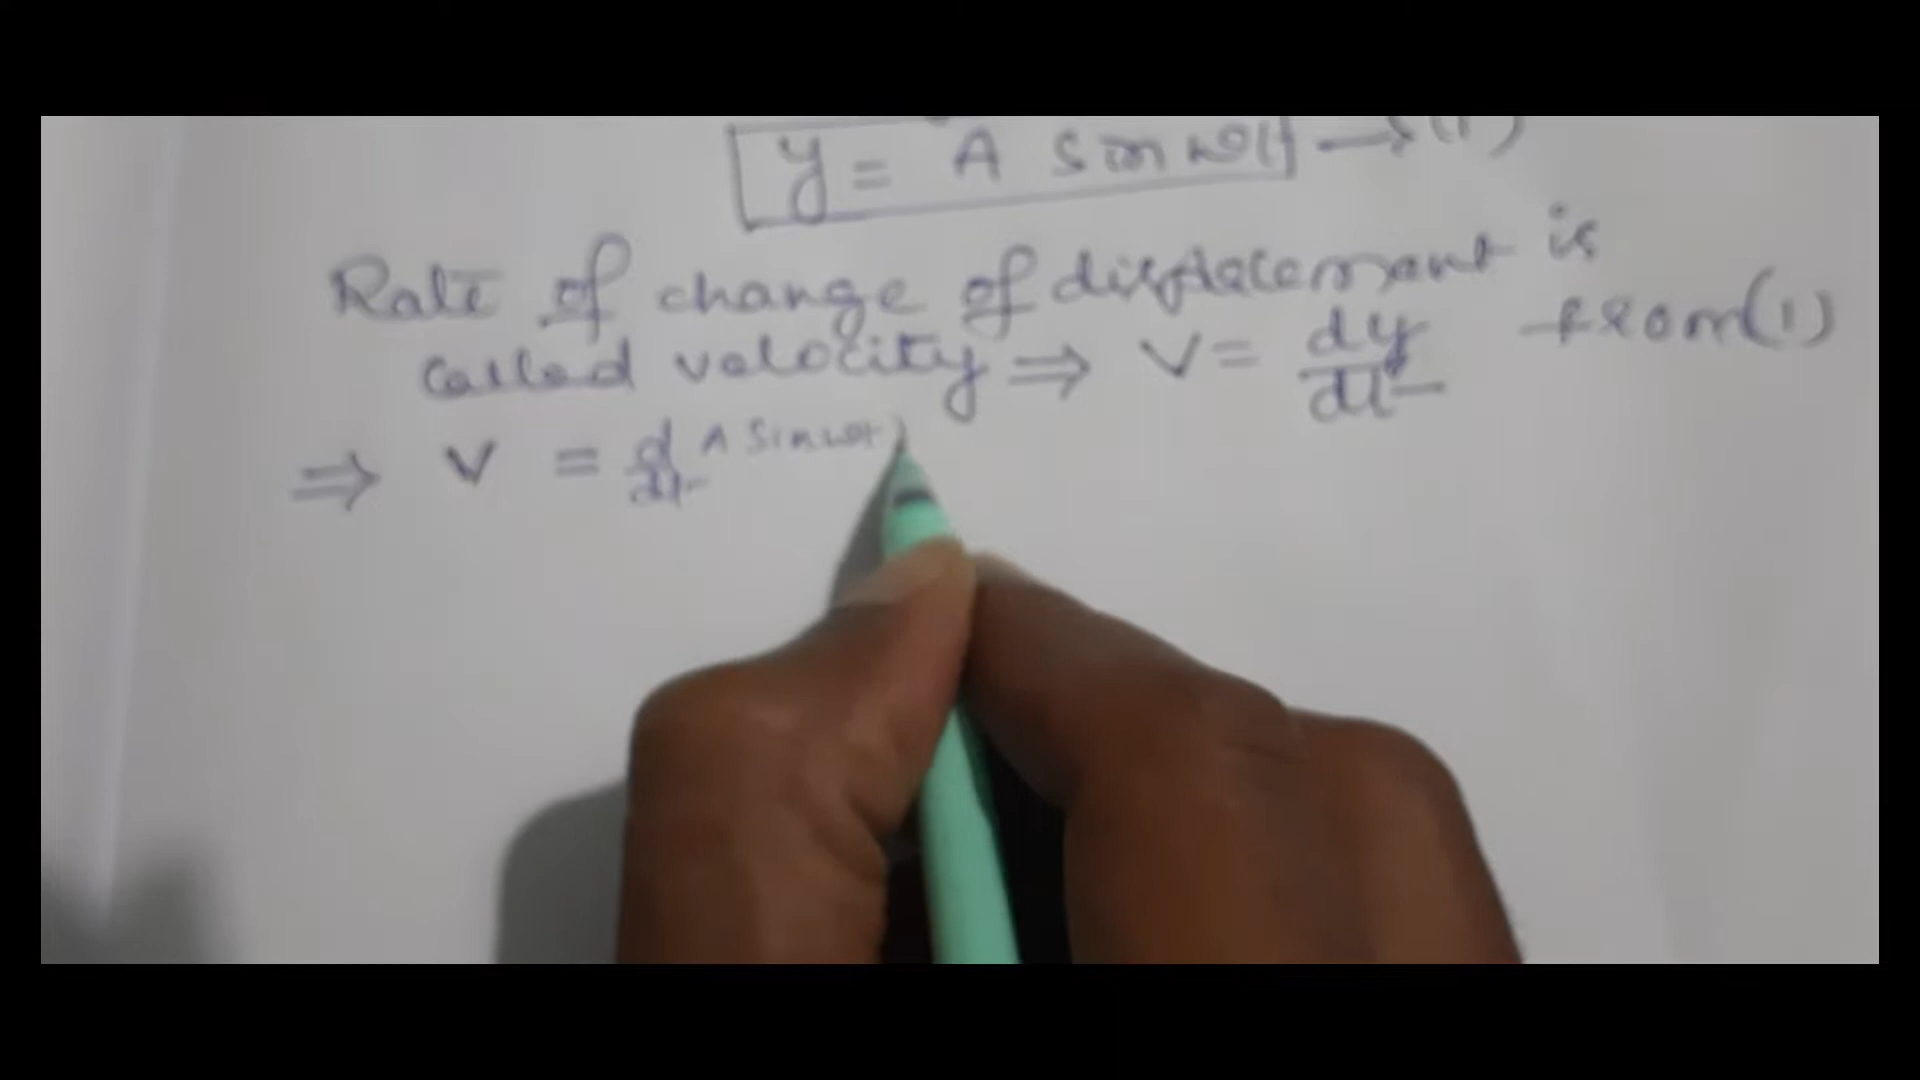 y = A sin ωt → (1)
Rate of change of displacement is
called velocity ⇒ V = dy/dt from (1)
⇒ V = d/dt A sin ωt)